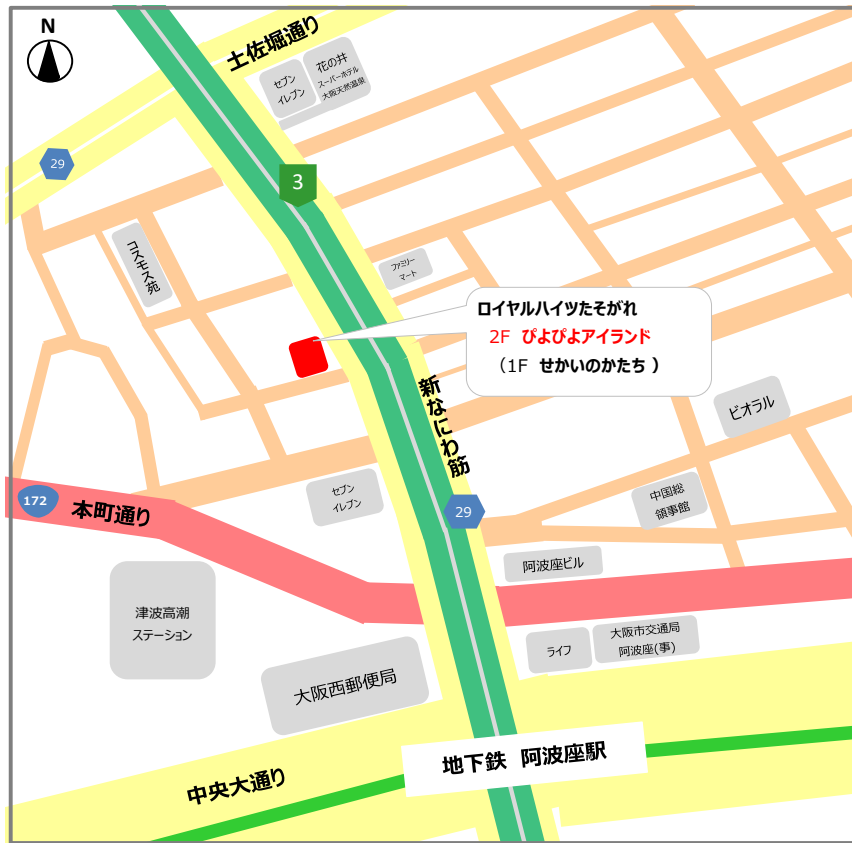 N
土佐堀通り
セブン
イレブン
花の井
スーパーホテル
大阪天然温泉
29
3
コスモス苑
ファミリー
マート
ロイヤルハイツたそがれ
2F ぴよぴよアイランド
（1F せかいのかたち ）
新なにわ筋
ビオラル
172
本町通り
セブン
イレブン
29
中国総
領事館
阿波座ビル
津波高潮
ステーション
ライフ
大阪市交通局
阿波座(事)
大阪西郵便局
地下鉄 阿波座駅
中央大通り